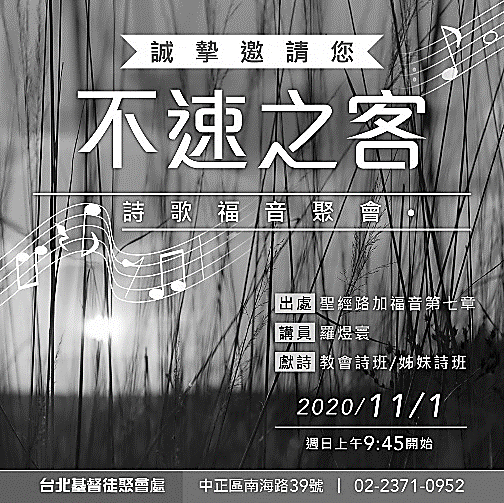 誠摯邀請您
不速之客
詩歌福音聚會
出處 聖經路加福音第七章
講員 羅煜寰
獻詩 教會詩班/姊妹詩班
2020/11/1
週日上午9:45開始
台北基督徒聚會處 中正區南海路39號 | 02-2371-0952